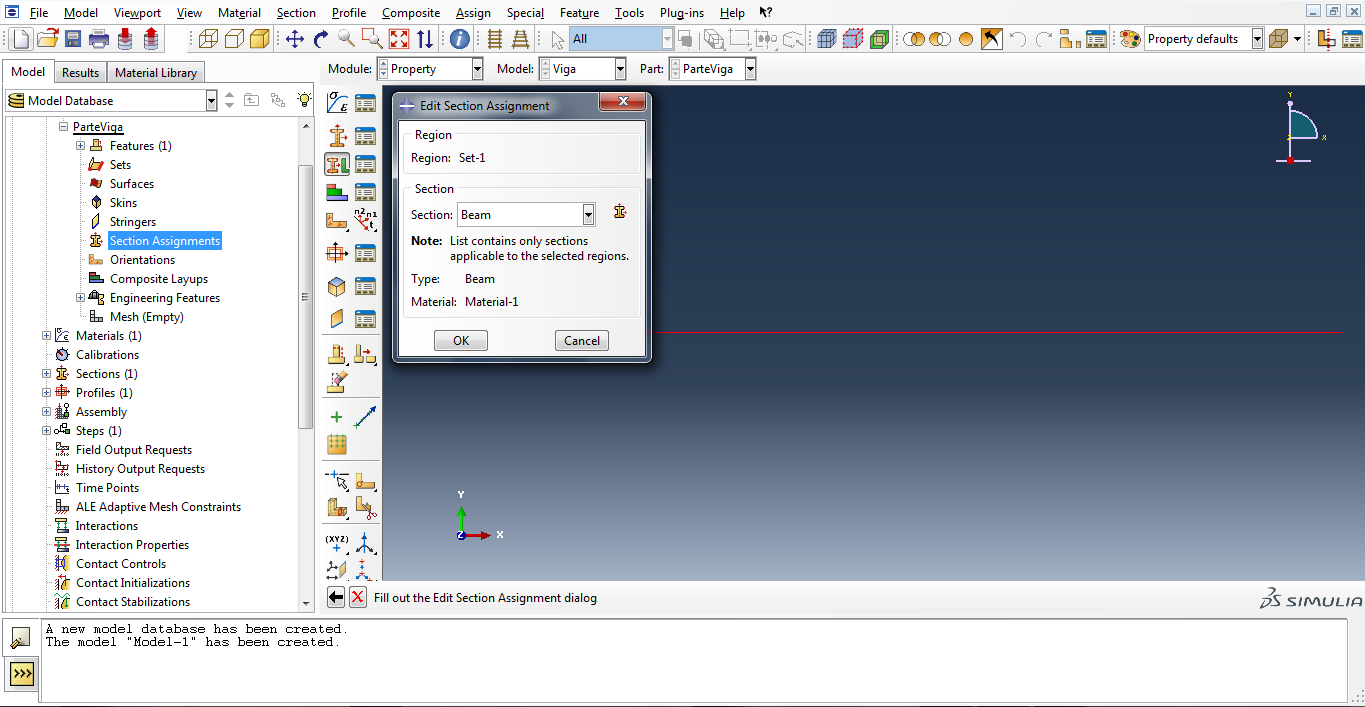 File Model Viewport View Material Section Profile Composite Assign Special Feature Tools Plug-ins Help
All Property defaults
Model Results Material Library
Module: Property Model: Viga Part: ParteViga
Model Database
ParteViga
Features (1)
Sets
Surfaces
Skins
Stringers
Section Assignments
Orientations
Composite Layups
Engineering Features
Mesh (Empty)
Materials (1)
Calibrations
Sections (1)
Profiles (1)
Assembly
Steps (1)
Field Output Requests
History Output Requests
Time Points
ALE Adaptive Mesh Constraints
Interactions
Interaction Properties
Contact Controls
Contact Initializations
Contact Stabilizations
n2 n1
t
(XYZ)
Edit Section Assignment
Region
Region: Set-1
Section
Section: Beam
Note: List contains only sections
applicable to the selected regions.
Type: Beam
Material: Material-1
OK Cancel
Y
X
Y
Z X
Fill out the Edit Section Assignment dialog
SIMULIA
A new model database has been created.
The model "Model-1" has been created.
>>>